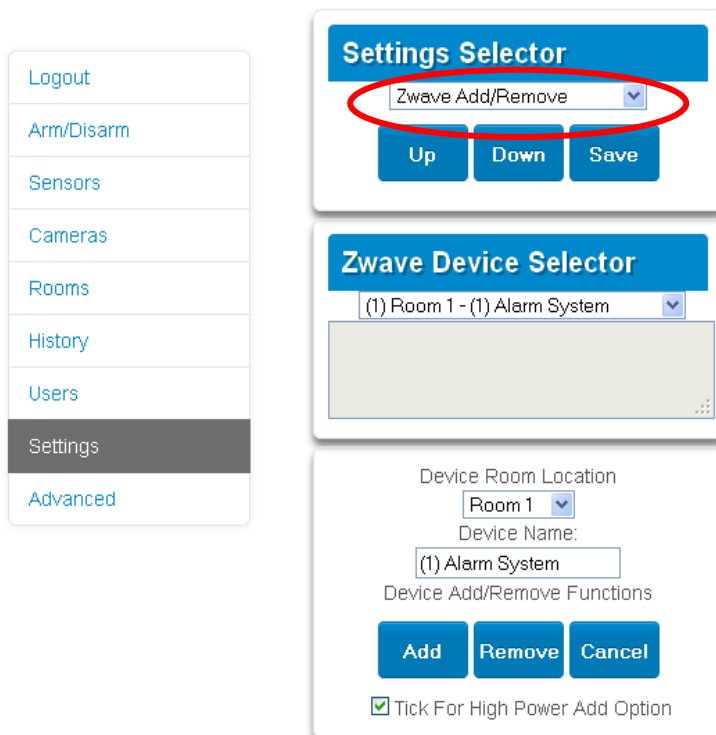 Logout
Arm/Disarm
Sensors
Cameras
Rooms
History
Users
Settings
Advanced
Settings Selector
Zwave Add/Remove
Up Down Save
Zwave Device Selector
(1) Room 1 - (1) Alarm System
Device Room Location
Room 1
Device Name:
(1) Alarm System
Device Add/Remove Functions
Add Remove Cancel
Tick For High Power Add Option